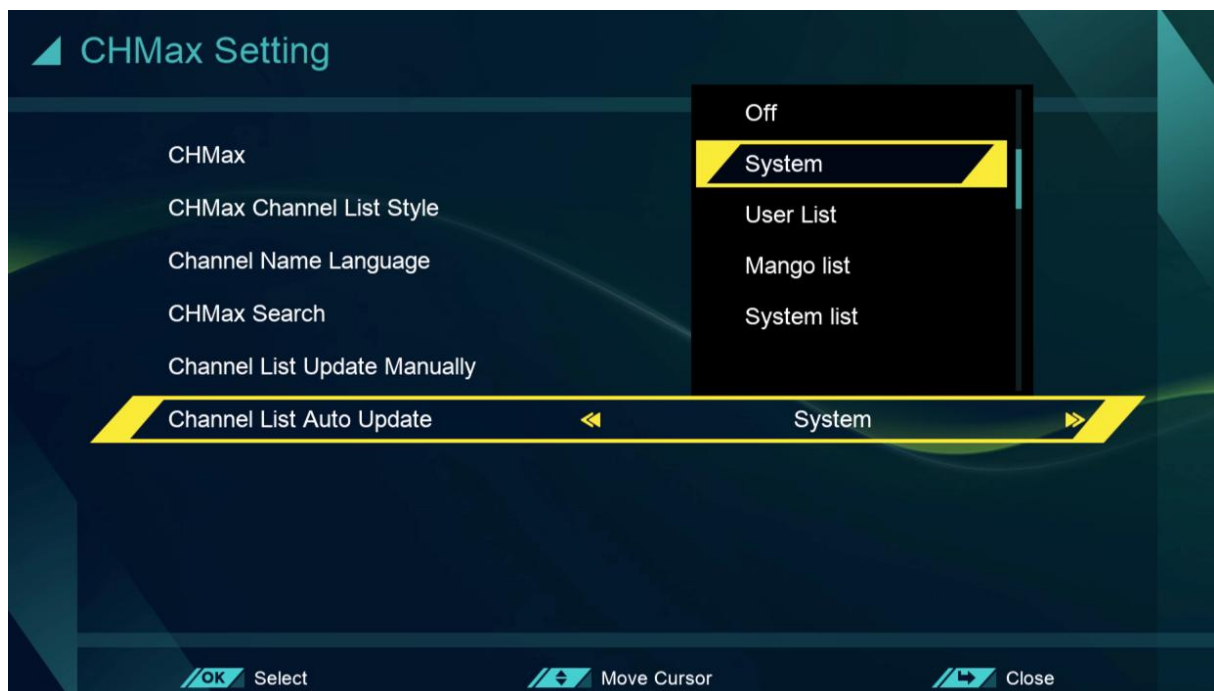 CHMax Setting
Off
CHMax
System
CHMax Channel List Style
User List
Channel Name Language
Mango list
CHMax Search
System list
Channel List Update Manually
Channel List Auto Update System
OK Select Move Cursor Close